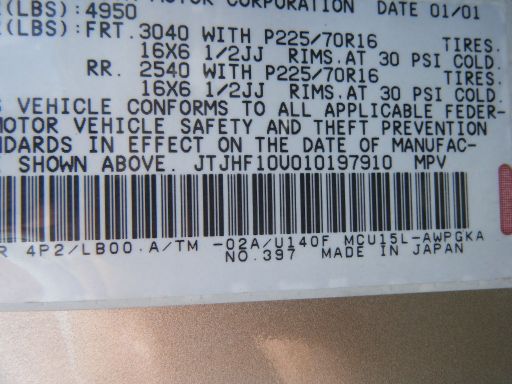 MOTOR CORPORATION DATE 01/01
(LBS):4950
(LBS):FRT. 3040 WITH P225/70R16 TIRES.
16X6 1/2JJ RIMS.AT 30 PSI COLD.
RR. 2540 WITH P225/70R16 TIRES.
16X6 1/2JJ RIMS.AT 30 PSI COLD.
VEHICLE CONFORMS TO ALL APPLICABLE FEDER-
MOTOR VEHICLE SAFETY AND THEFT PREVENTION
NDARDS IN EFFECT ON THE DATE OF MANUFAC-
SHOWN ABOVE. JTJHF10U010197910 MPV
R 4P2/LB00.A/TM -02A/U140F MCU15L-AWPGKA
NO.397 MADE IN JAPAN